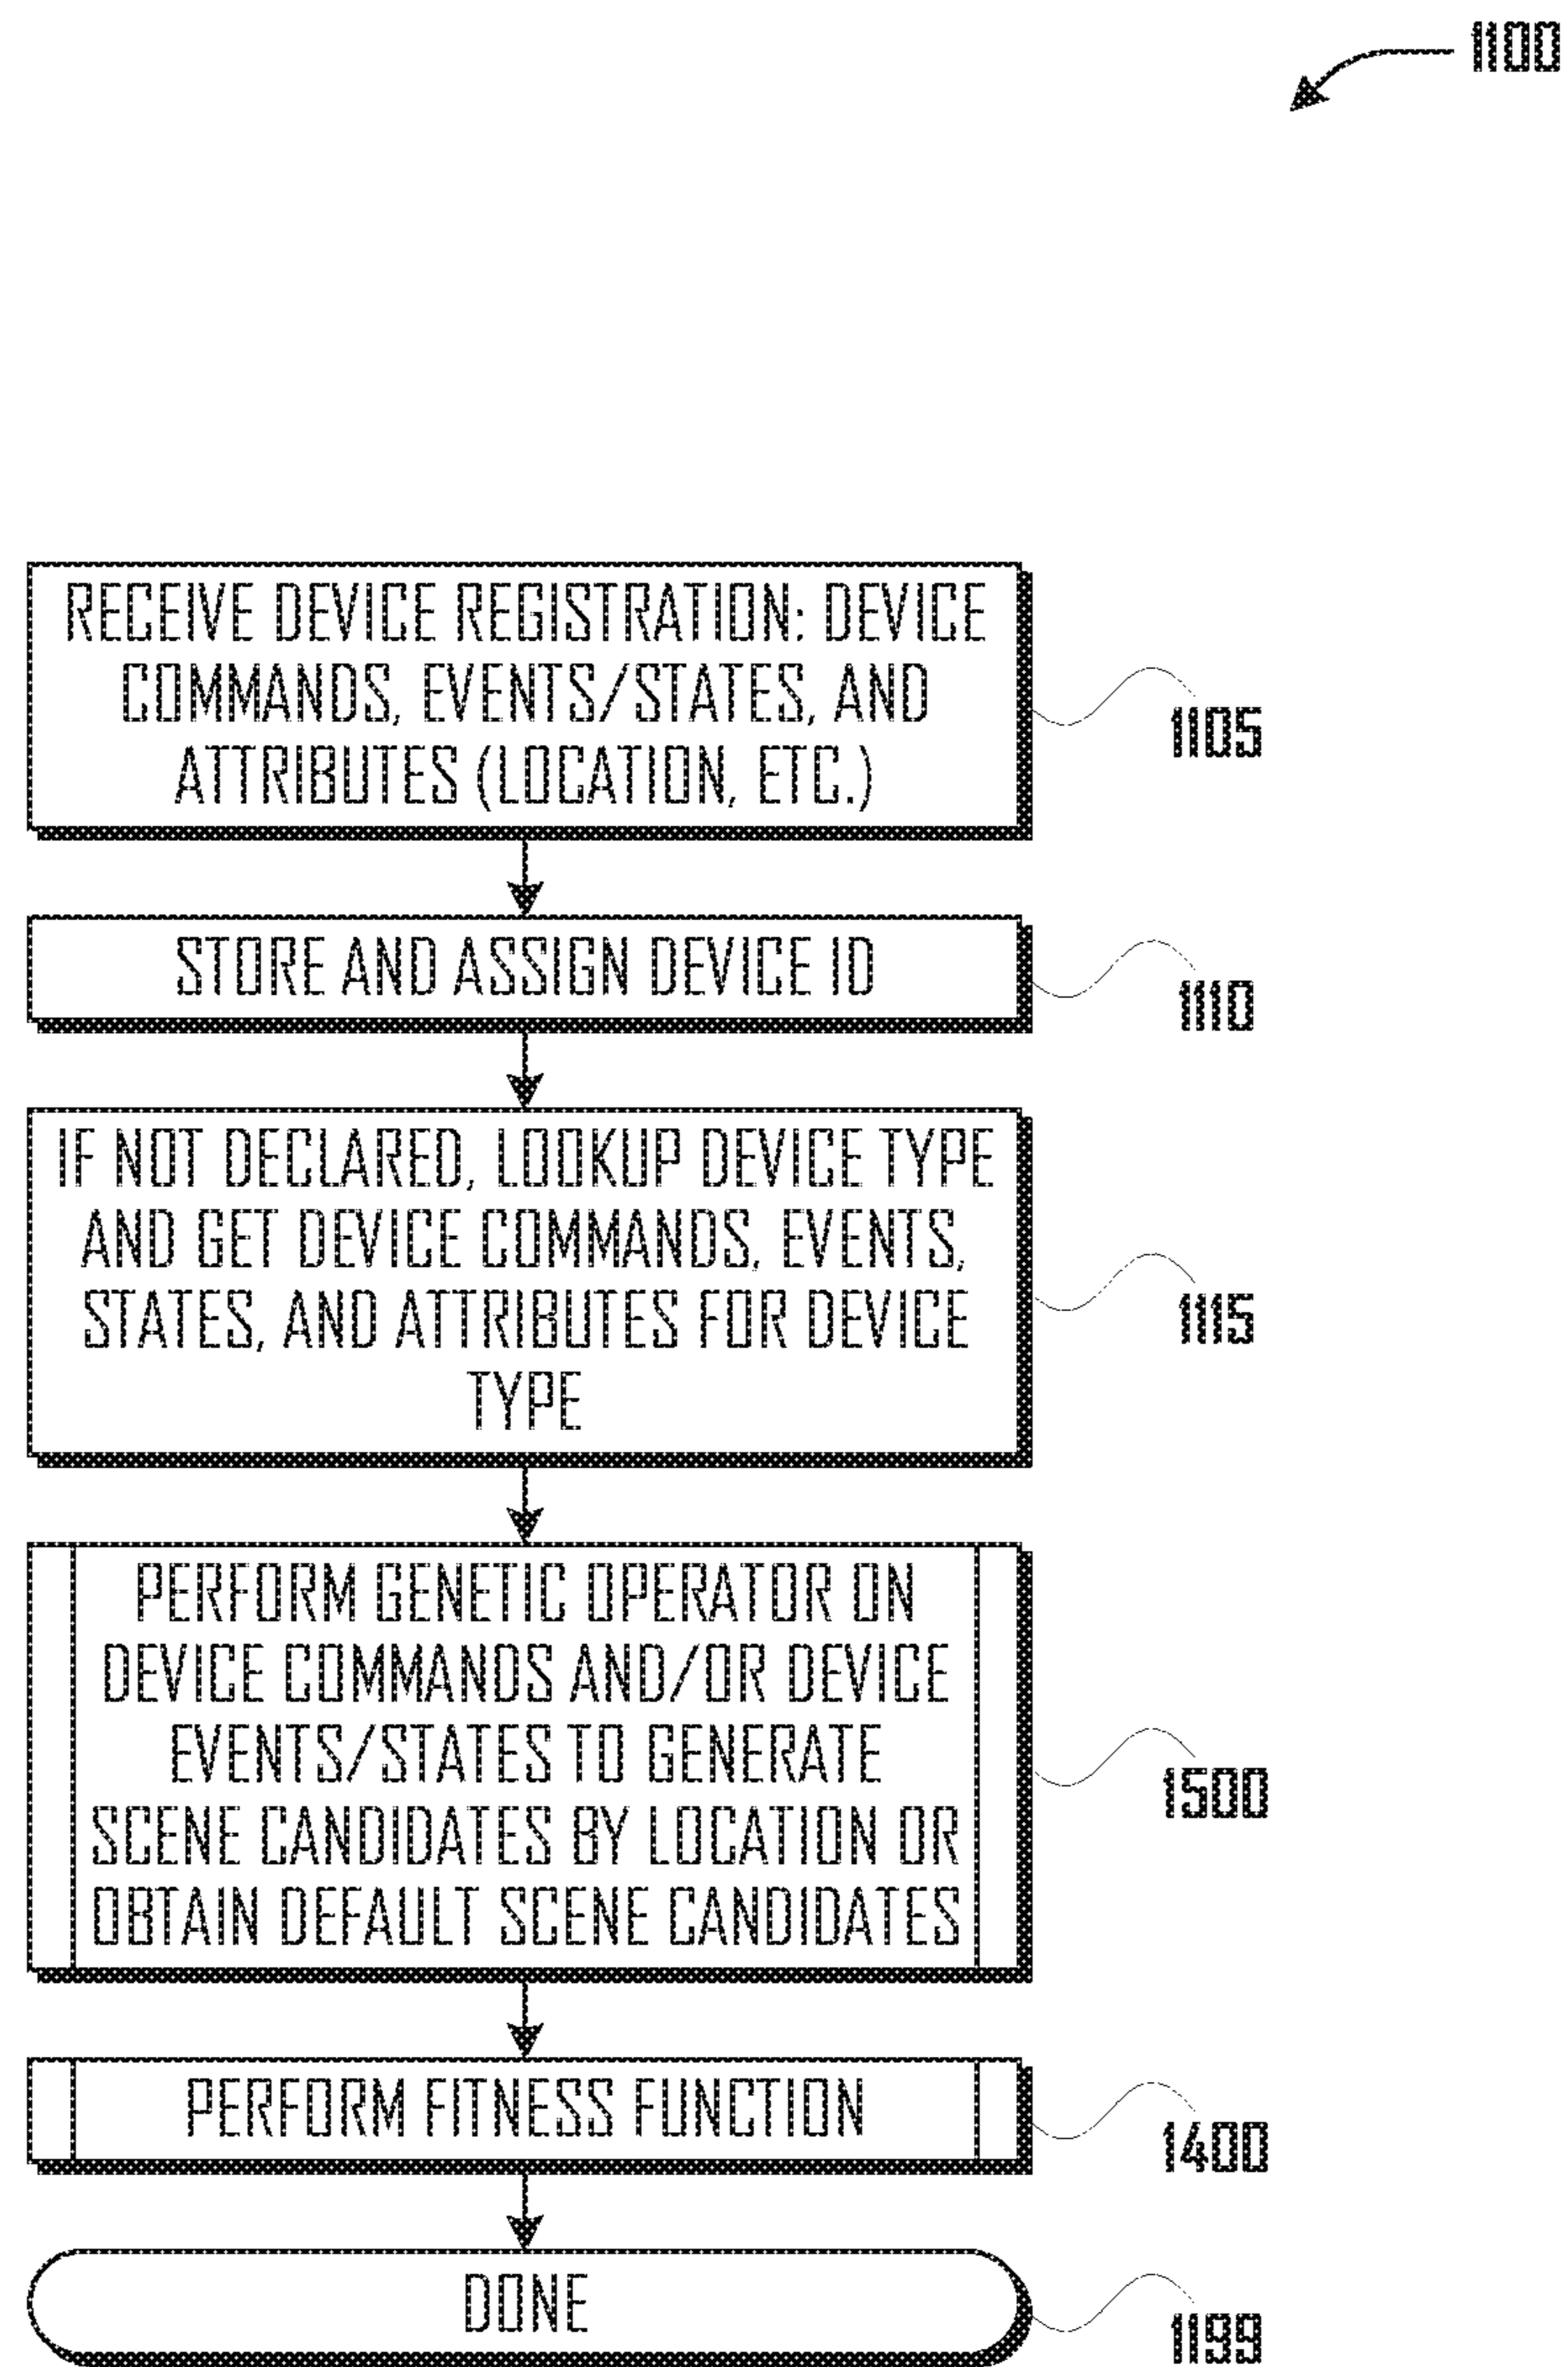 1100
RECEIVE DEVICE REGISTRATION: DEVICE
COMMANDS, EVENTS/STATES, AND
ATTRIBUTES (LOCATION, ETC.)
1105
STORE AND ASSIGN DEVICE ID
1110
IF NOT DECLARED, LOOKUP DEVICE TYPE
AND GET DEVICE COMMANDS, EVENTS,
STATES, AND ATTRIBUTES FOR DEVICE
TYPE
1115
PERFORM GENETIC OPERATOR ON
DEVICE COMMANDS AND/OR DEVICE
EVENTS/STATES TO GENERATE
SCENE CANDIDATES BY LOCATION OR
OBTAIN DEFAULT SCENE CANDIDATES
1500
PERFORM FITNESS FUNCTION
1400
DONE
1199